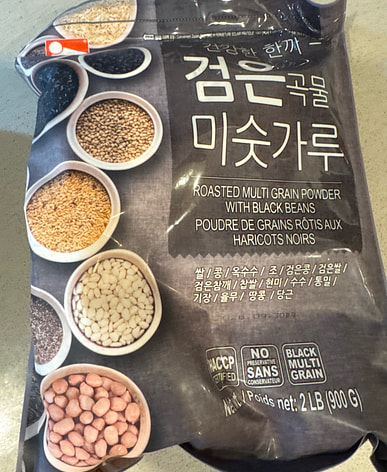 건강한 한끼
검은곡물
미숫가루
ROASTED MULTI GRAIN POWDER
WITH BLACK BEANS
POUDRE DE GRAINS RÔTIS AUX
HARICOTS NOIRS
쌀 / 콩 / 옥수수 / 조 / 검은콩 / 검은쌀 /
검은참깨 / 찹쌀 / 현미 / 수수 / 통밀 /
기장 / 율무 / 땅콩 / 당근
HACCP
CERTIFIED
NO
PRESERVATIVE
SANS
CONSERVATEUR
BLACK
MULTI
GRAIN
Poids net: 2 LB (900 G)